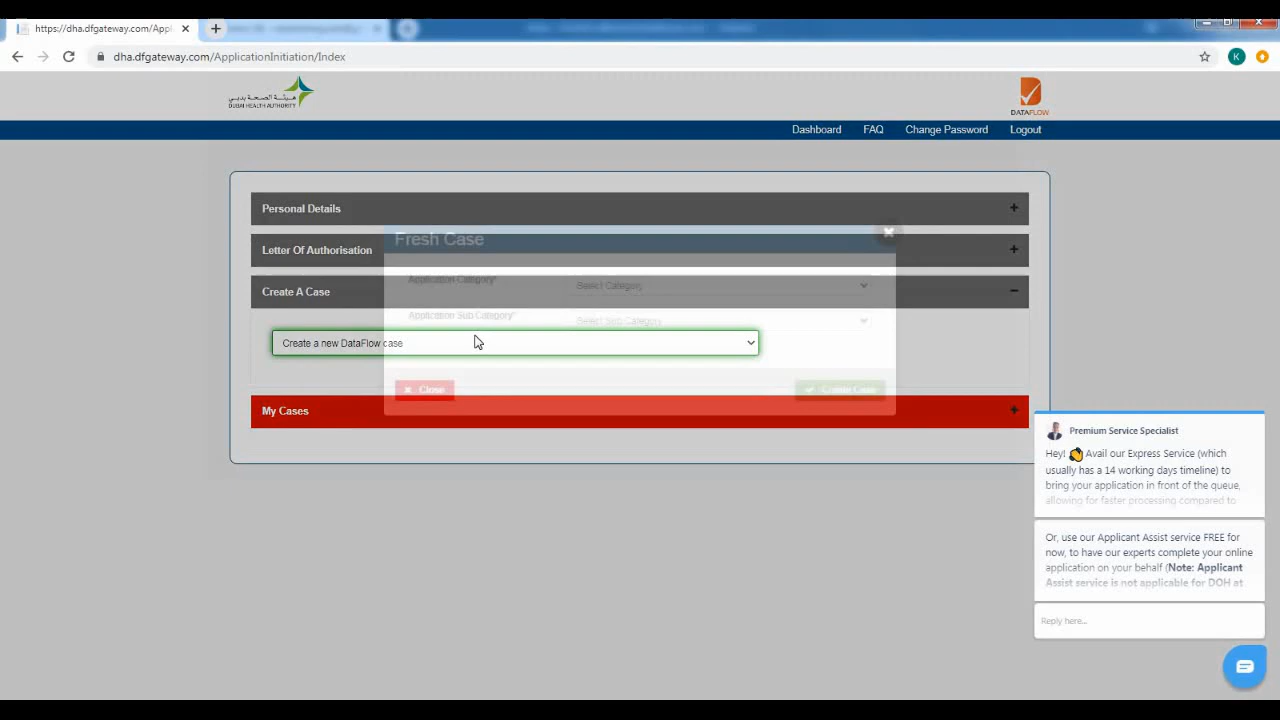 https://dha.dfgateway.com/Appl
dha.dfgateway.com/ApplicationInitiation/Index
K
هيئة الصحة بدبي
DUBAI HEALTH AUTHORITY
DATAFLOW
Dashboard
FAQ
Change Password
Logout
Personal Details
Letter Of Authorisation
Fresh Case
Application Category*
Select Category
Create A Case
Application Sub Category*
Select Sub Category
Create a new DataFlow case
Close
Create Case
My Cases
Premium Service Specialist
Hey! Avail our Express Service (which
usually has a 14 working days timeline) to
bring your application in front of the queue,
allowing for faster processing compared to
Or, use our Applicant Assist service FREE for
now, to have our experts complete your online
application on your behalf (Note: Applicant
Assist service is not applicable for DOH at
Reply here...